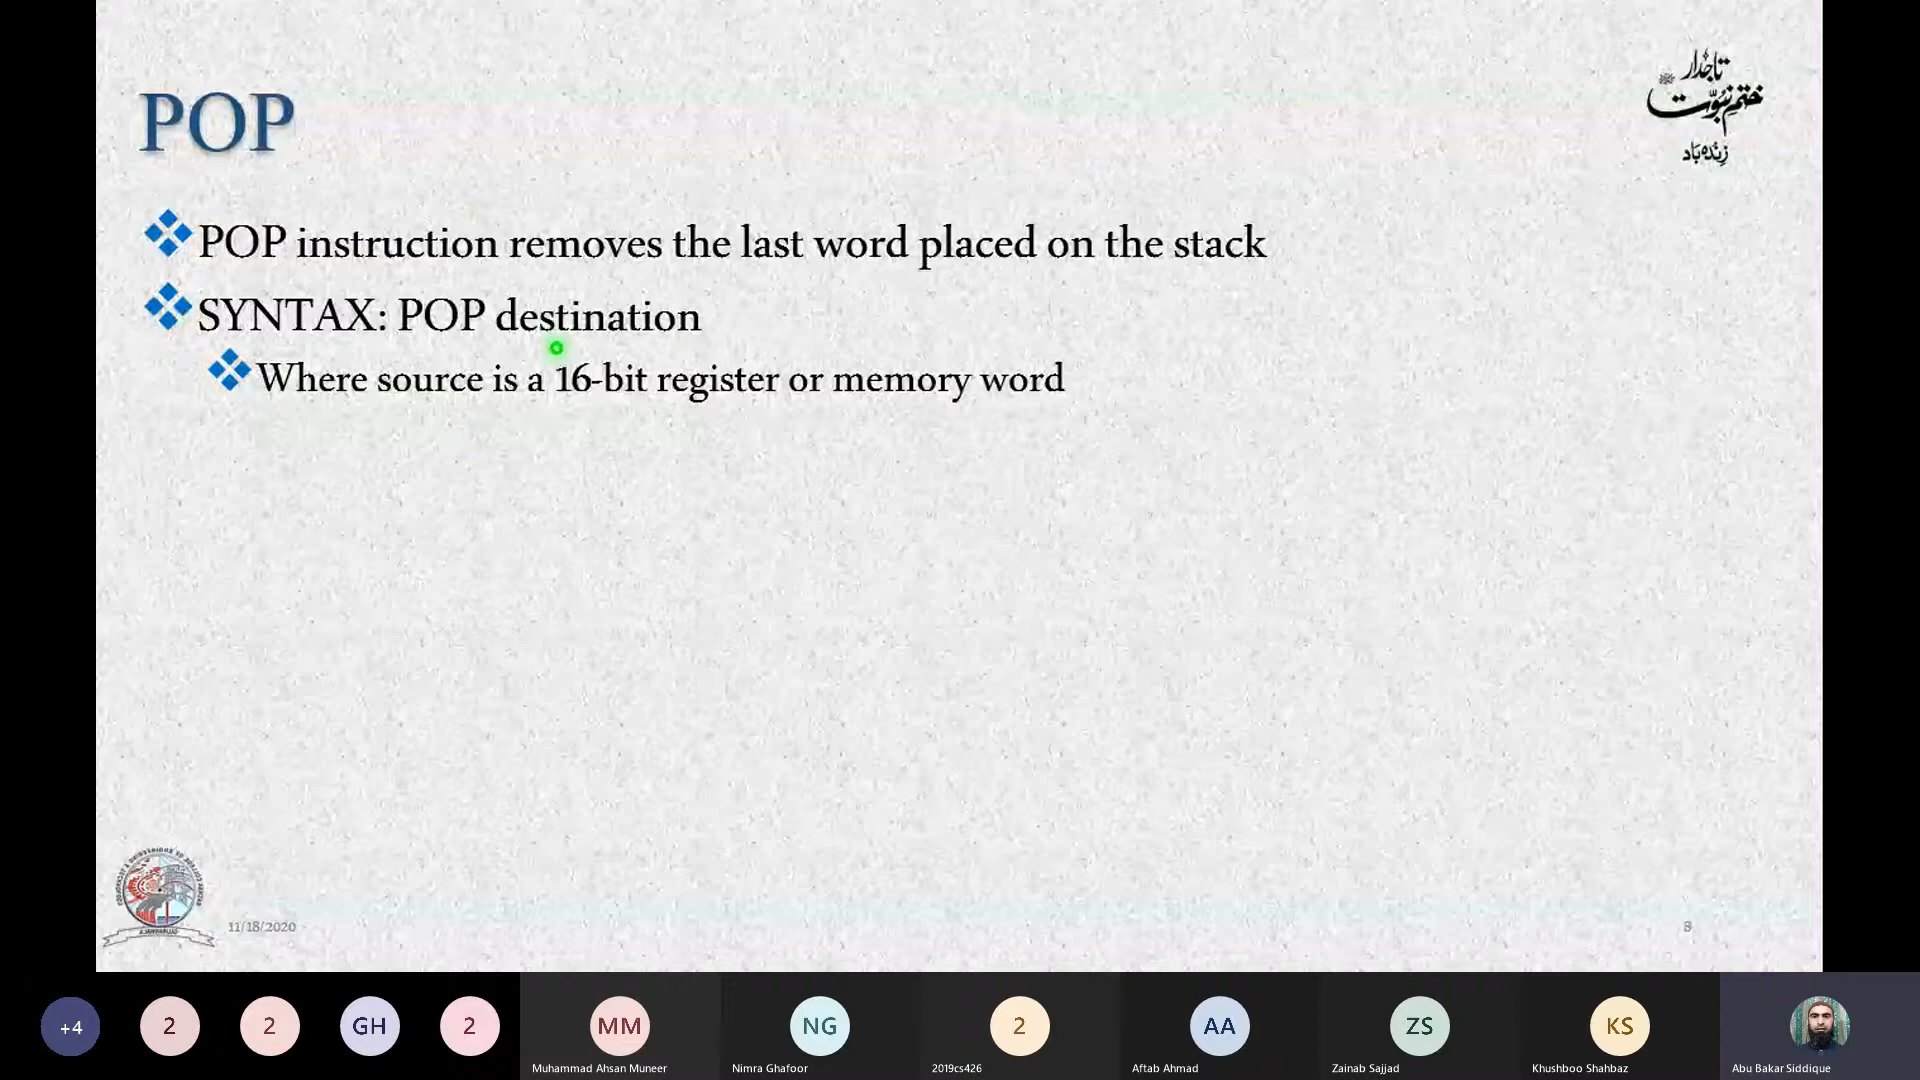 POP
تاجدار
ختم نبوت
زندہ باد
POP instruction removes the last word placed on the stack
SYNTAX: POP destination
Where source is a 16-bit register or memory word
11/18/2020
8
+4
2
2
GH
2
MM
NG
2
AA
ZS
KS
Muhammad Ahsan Muneer
Nimra Ghafoor
2019cs426
Aftab Ahmad
Zainab Sajjad
Khushboo Shahbaz
Abu Bakar Siddique